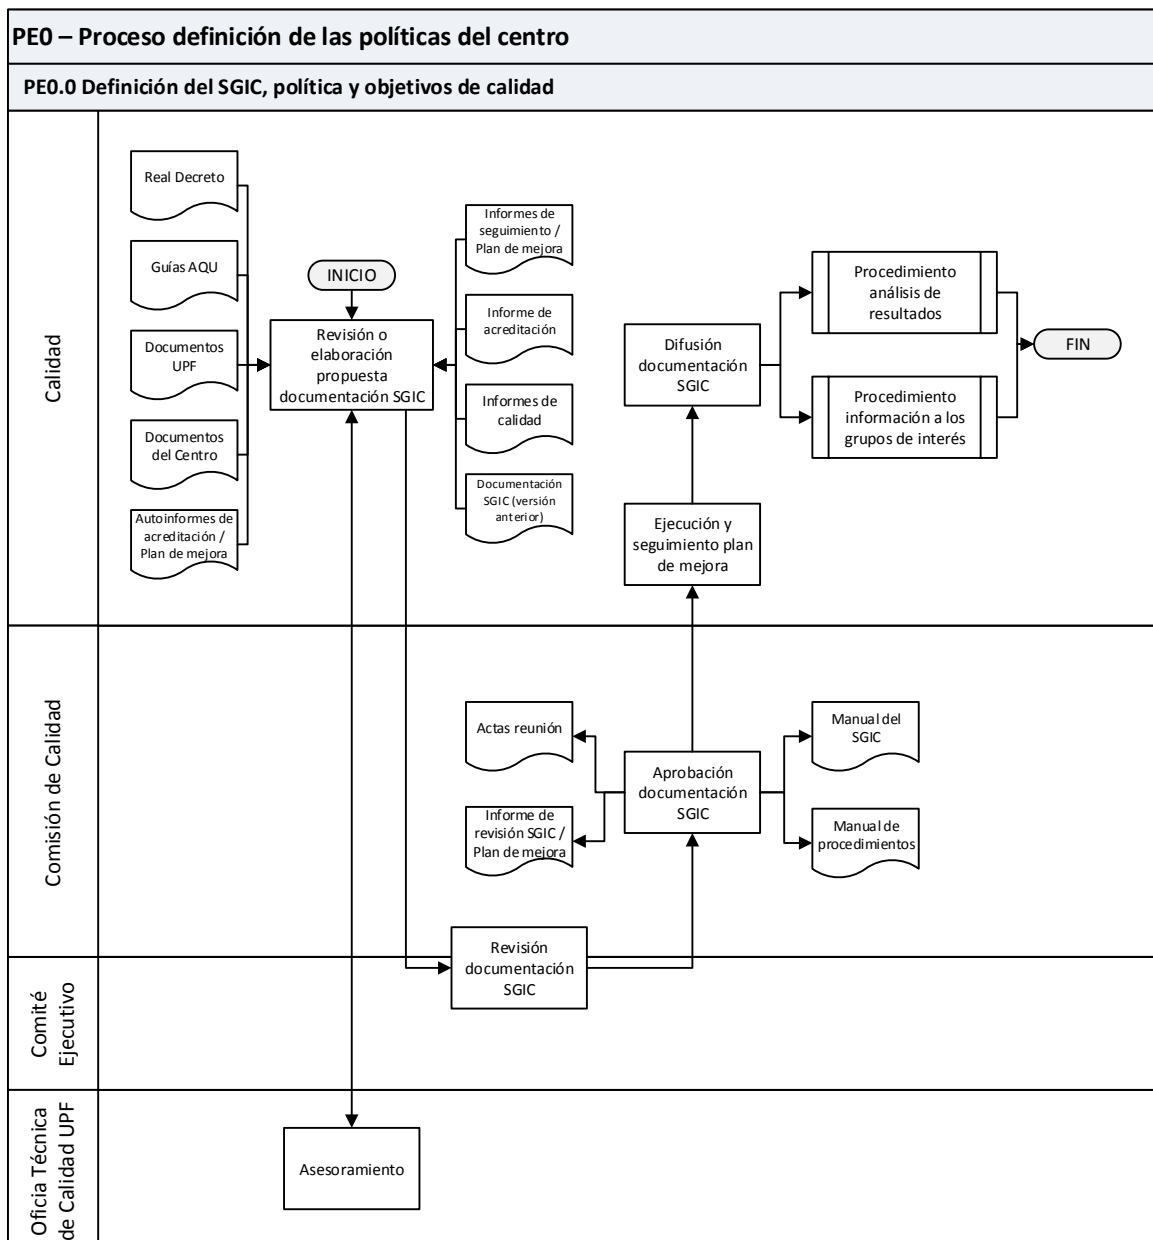 PE0 – Proceso definición de las políticas del centro
PE0.0 Definición del SGIC, política y objetivos de calidad
Calidad
Real Decreto
Guías AQU
Documentos
UPF
Documentos
del Centro
Autoinformes de
acreditación /
Plan de mejora
INICIO
Revisión o
elaboración
propuesta
documentación SGIC
Informes de
seguimiento /
Plan de mejora
Informe de
acreditación
Informes de
calidad
Documentación
SGIC (versión
anterior)
Difusión
documentación
SGIC
Ejecución y
seguimiento plan
de mejora
Procedimiento
análisis de
resultados
Procedimiento
información a los
grupos de interés
FIN
Comisión de Calidad
Actas reunión
Informe de
revisión SGIC /
Plan de mejora
Aprobación
documentación
SGIC
Manual del
SGIC
Manual de
procedimientos
Revisión
documentación
SGIC
Comité
Ejecutivo
Oficia Técnica
de Calidad UPF
Asesoramiento